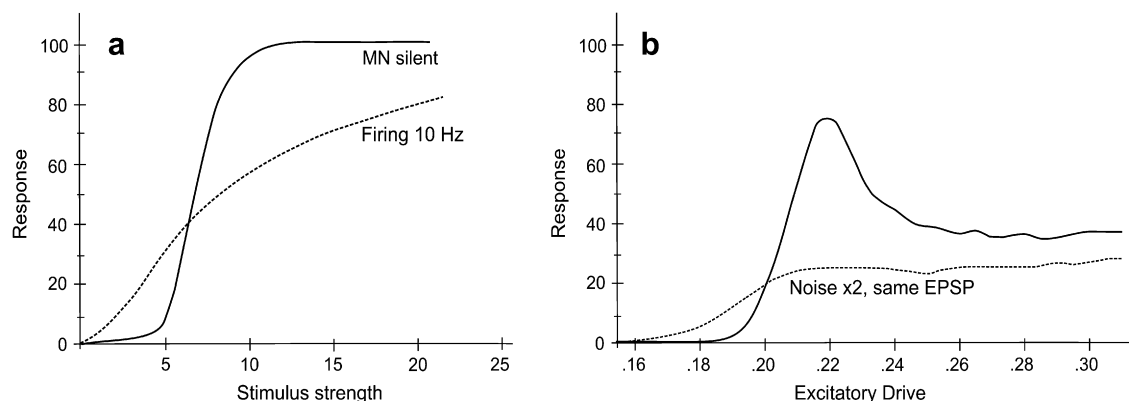 a
Response
100
80
60
40
20
0
MN silent
Firing 10 Hz
5
10
15
20
25
Stimulus strength
b
Response
100
80
60
40
20
0
Noise x2, same EPSP
.16
.18
.20
.22
.24
.26
.28
.30
Excitatory Drive